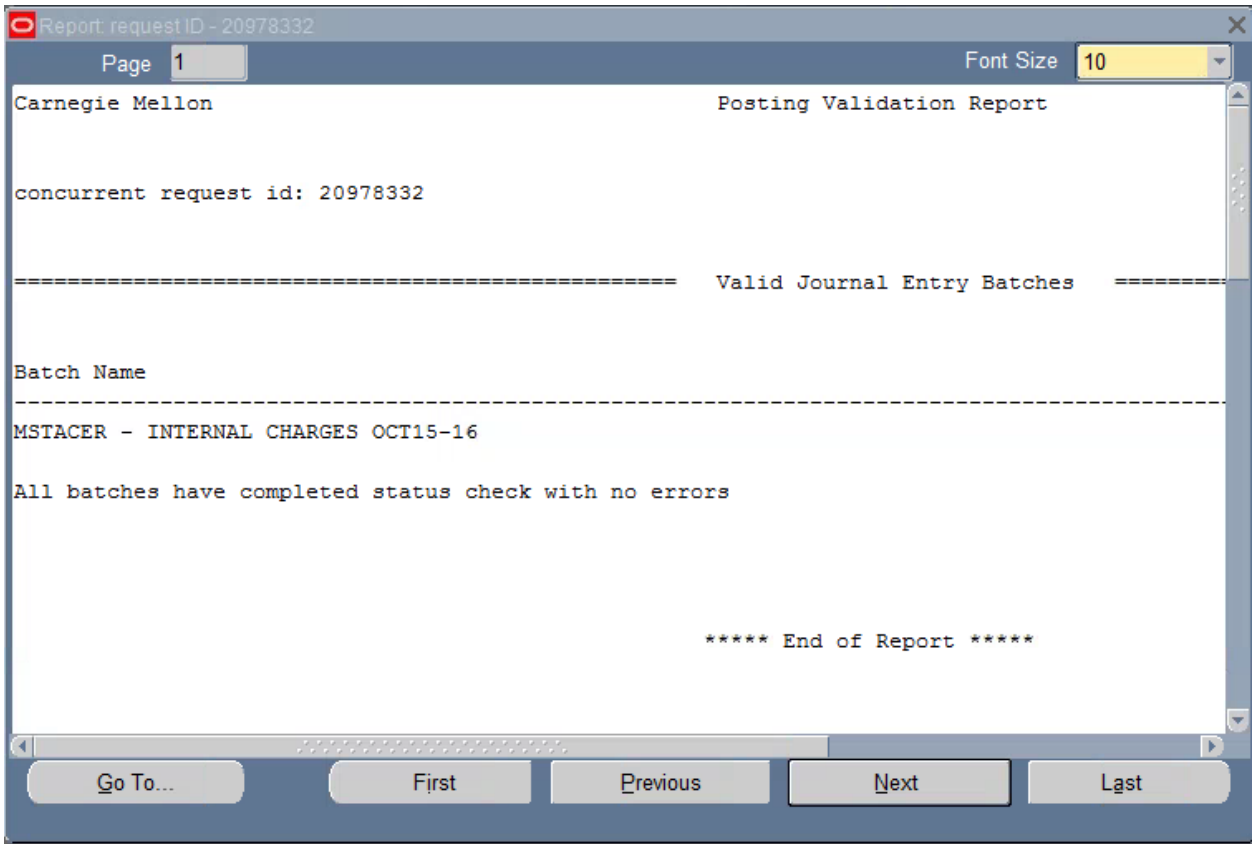 Report: request ID - 20978332
Page 1 Font Size 10
Carnegie Mellon Posting Validation Report
concurrent request id: 20978332
================================================== Valid Journal Entry Batches =========
Batch Name
--------------------------------------------------------------------------------------------
MSTACER - INTERNAL CHARGES OCT15-16
All batches have completed status check with no errors
***** End of Report *****
Go To... First Previous Next Last